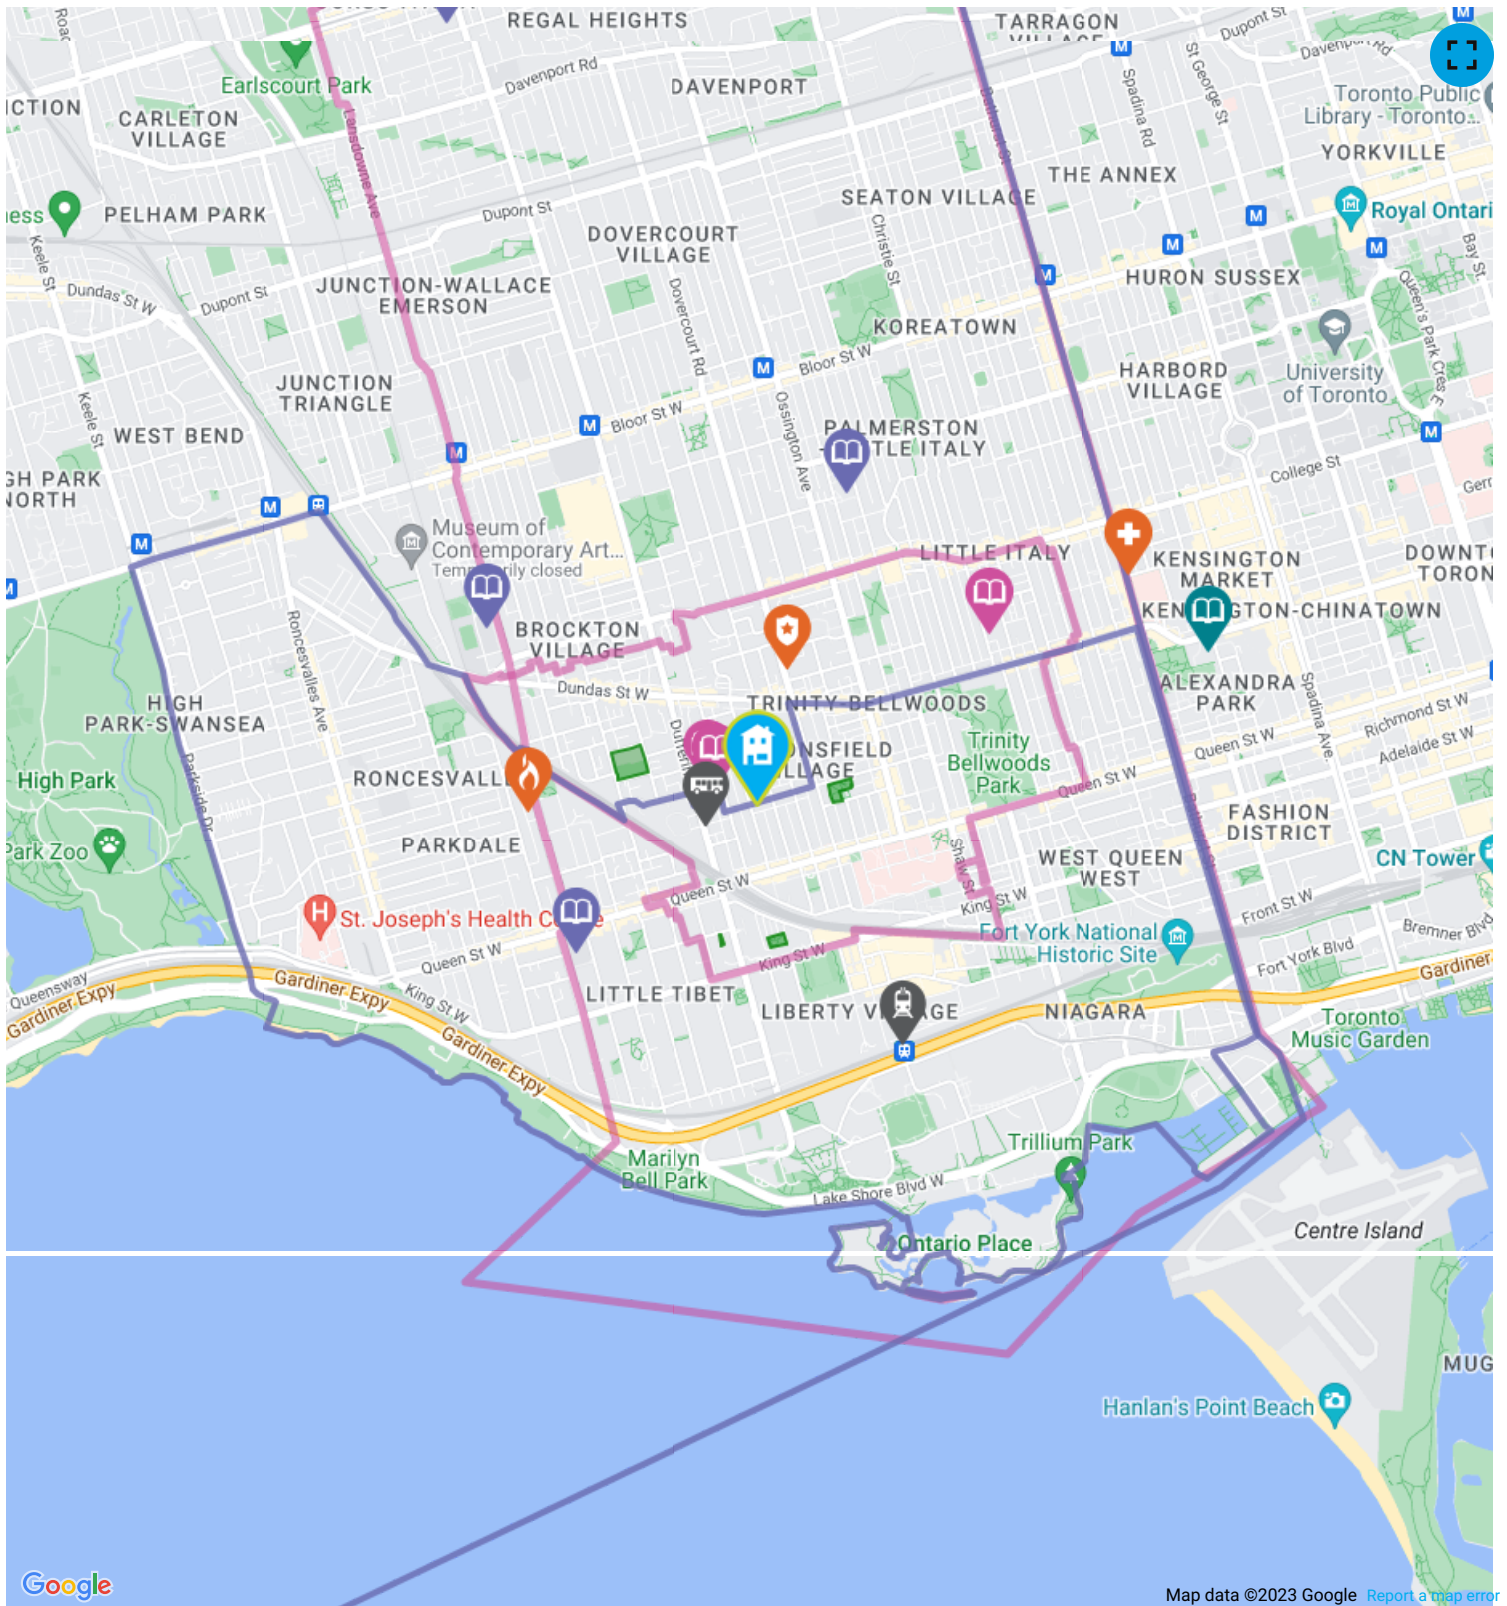 REGAL HEIGHTS
TARRAGON
Dupont St
Davenport Rd
Davenport Rd
Earlscourt Park
DAVENPORT
Spadina Rd
St George St
Toronto Public
Library - Toronto...
CARLETON
VILLAGE
Lansdowne Ave
Bathurst St
YORKVILLE
THE ANNEX
SEATON VILLAGE
PELHAM PARK
Dupont St
Royal Ontari
DOVERCOURT
VILLAGE
Christie St
Bay St.
Keele St
HURON SUSSEX
Queen's Park Cres E
Dundas St W
Dupont St
JUNCTION-WALLACE
EMERSON
Dovercourt Rd
KOREATOWN
Bloor St W
HARBORD
VILLAGE
University
of Toronto
JUNCTION
TRIANGLE
Keele St
Bloor St W
Ossington Ave
WEST BEND
PALMERSTON
College St
GH PARK
NORTH
Museum of
Contemporary Art...
LITTLE ITALY
KENSINGTON
MARKET
DOWNT
TORON
Roncesvalles Ave
BROCKTON
VILLAGE
Dundas St W
TRINITY-BELLWOODS
ALEXANDRA
PARK
Spadina Ave.
Richmond St W
Adelaide St W
HIGH
PARK-SWANSEA
Parkside Dr
High Park
Trinity
Bellwoods
Park
Queen St W
Queen St W
FASHION
DISTRICT
PARKDALE
Park Zoo
WEST QUEEN
WEST
CN Tower
Queen St W
Shaw St
King St W
Front St W
Bathurst St
St. Joseph's Health C
Fort York National
Historic Site
Bremner Blvd
Fort York Blvd
Queen St W
King St W
Gardiner
Queensway
Gardiner Expy
Gardiner Expy
King St W
LITTLE TIBET
LIBERTY V
GE
NIAGARA
Toronto
Music Garden
Gardiner Expy
Trillium Park
Marilyn
Bell Park
Lake Shore Blvd W
Centre Island
Ontario Place
MUG
Hanlan's Point Beach
Google
Map data ©2023 Google
Report a map error